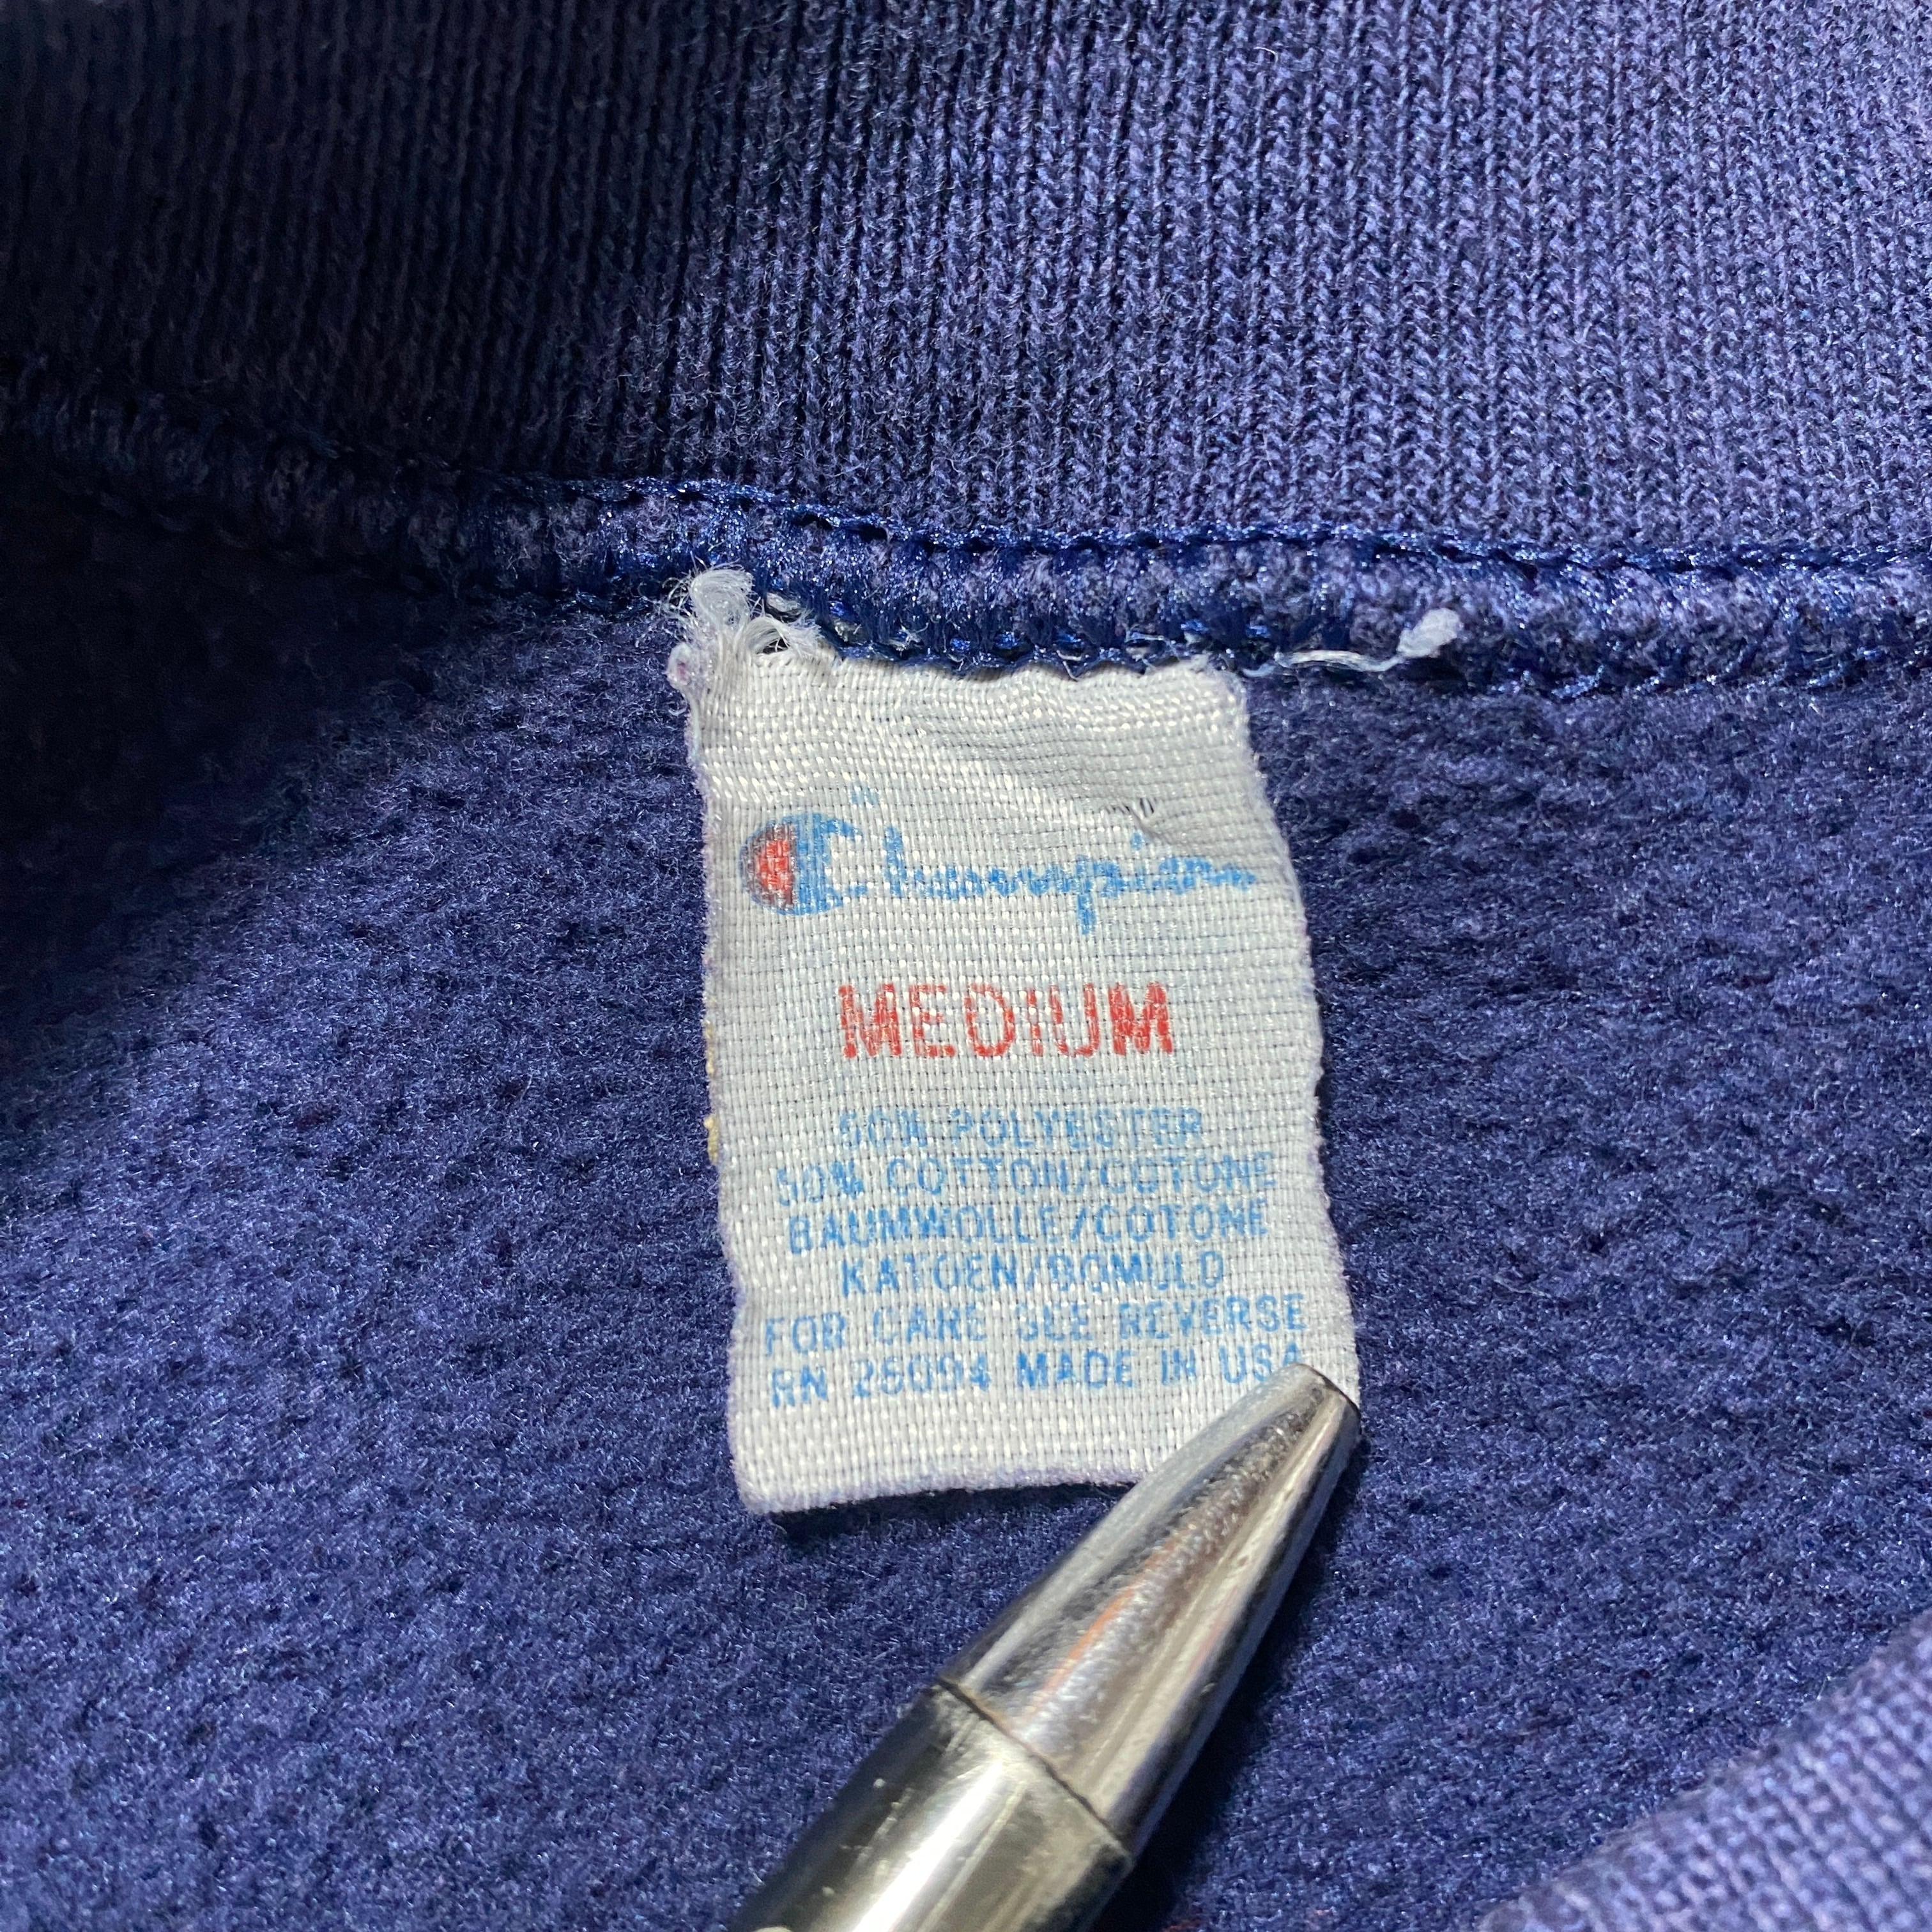 Champion
MEDIUM
50% POLYESTER
50% COTTON/COTONE
BAUMWOLLE/COTONE
KATOEN/BOMULD
FOR CARE SEE REVERSE
RN 26094 MADE IN USA